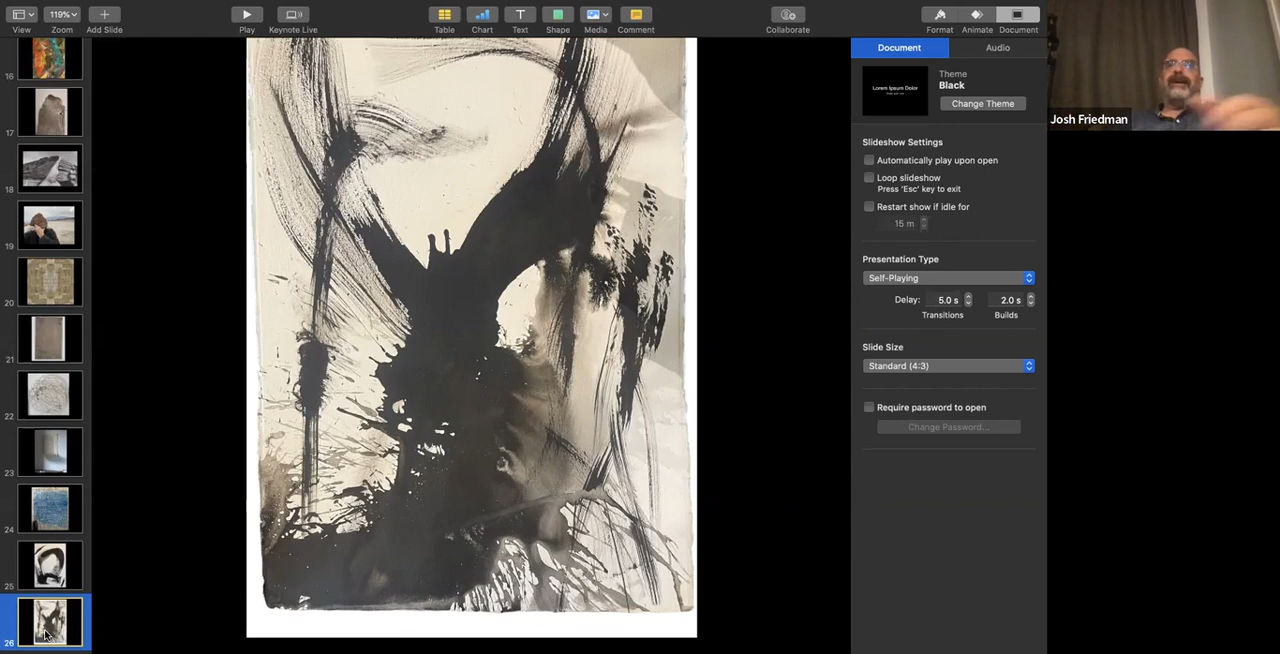 119%
View
Zoom
Add Slide
Play
Keynote Live
Table
Chart
Text
Shape
Media
Comment
Collaborate
Format
Animate
Document
16
17
18
19
20
21
22
23
24
25
26
Document
Audio
Lorem Ipsum Dolor
Theme
Black
Change Theme
Slideshow Settings
Automatically play upon open
Loop slideshow
Press 'Esc' key to exit
Restart show if idle for
15 m
Presentation Type
Self-Playing
Delay: 5.0 s 2.0 s
Transitions Builds
Slide Size
Standard (4:3)
Require password to open
Change Password...
Josh Friedman